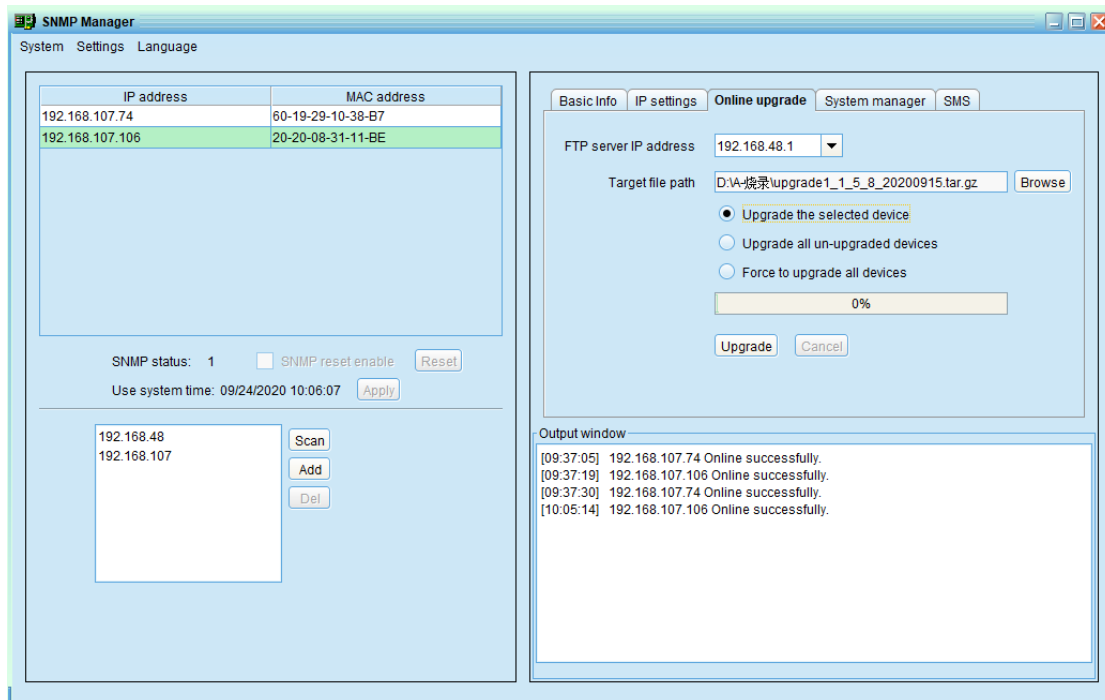 SNMP Manager
System Settings Language
IP address MAC address
192.168.107.74 60-19-29-10-38-B7
192.168.107.106 20-20-08-31-11-BE
SNMP status: 1 SNMP reset enable Reset
Use system time: 09/24/2020 10:06:07 Apply
192.168.48
192.168.107
Scan
Add
Del
Basic Info IP settings Online upgrade System manager SMS
FTP server IP address 192.168.48.1
Target file path D:\A-烧录\upgrade1_1_5_8_20200915.tar.gz Browse
Upgrade the selected device
Upgrade all un-upgraded devices
Force to upgrade all devices
0%
Upgrade Cancel
Output window
[09:37:05] 192.168.107.74 Online successfully.
[09:37:19] 192.168.107.106 Online successfully.
[09:37:30] 192.168.107.74 Online successfully.
[10:05:14] 192.168.107.106 Online successfully.